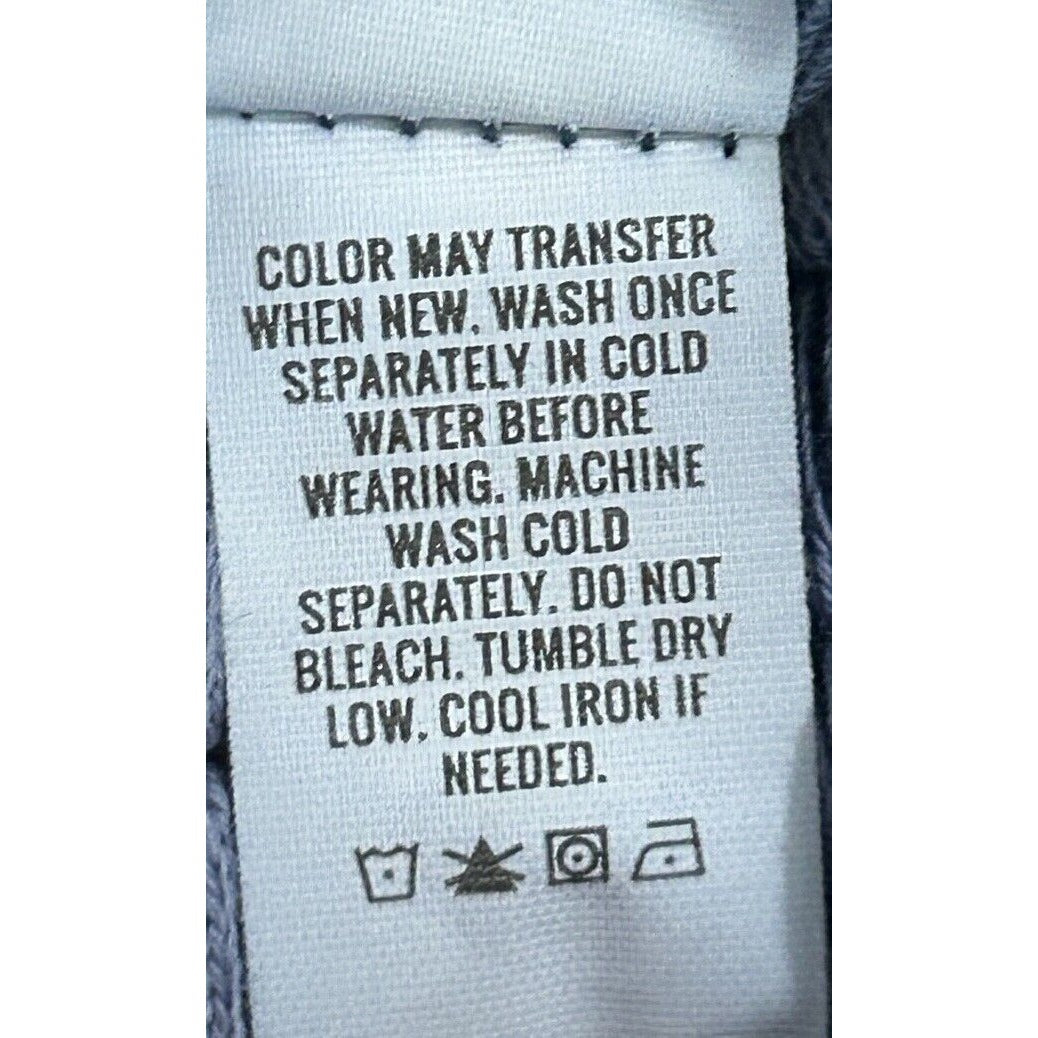 COLOR MAY TRANSFER
WHEN NEW. WASH ONCE
SEPARATELY IN COLD
WATER BEFORE
WEARING. MACHINE
WASH COLD
SEPARATELY. DO NOT
BLEACH. TUMBLE DRY
LOW. COOL IRON IF
NEEDED.